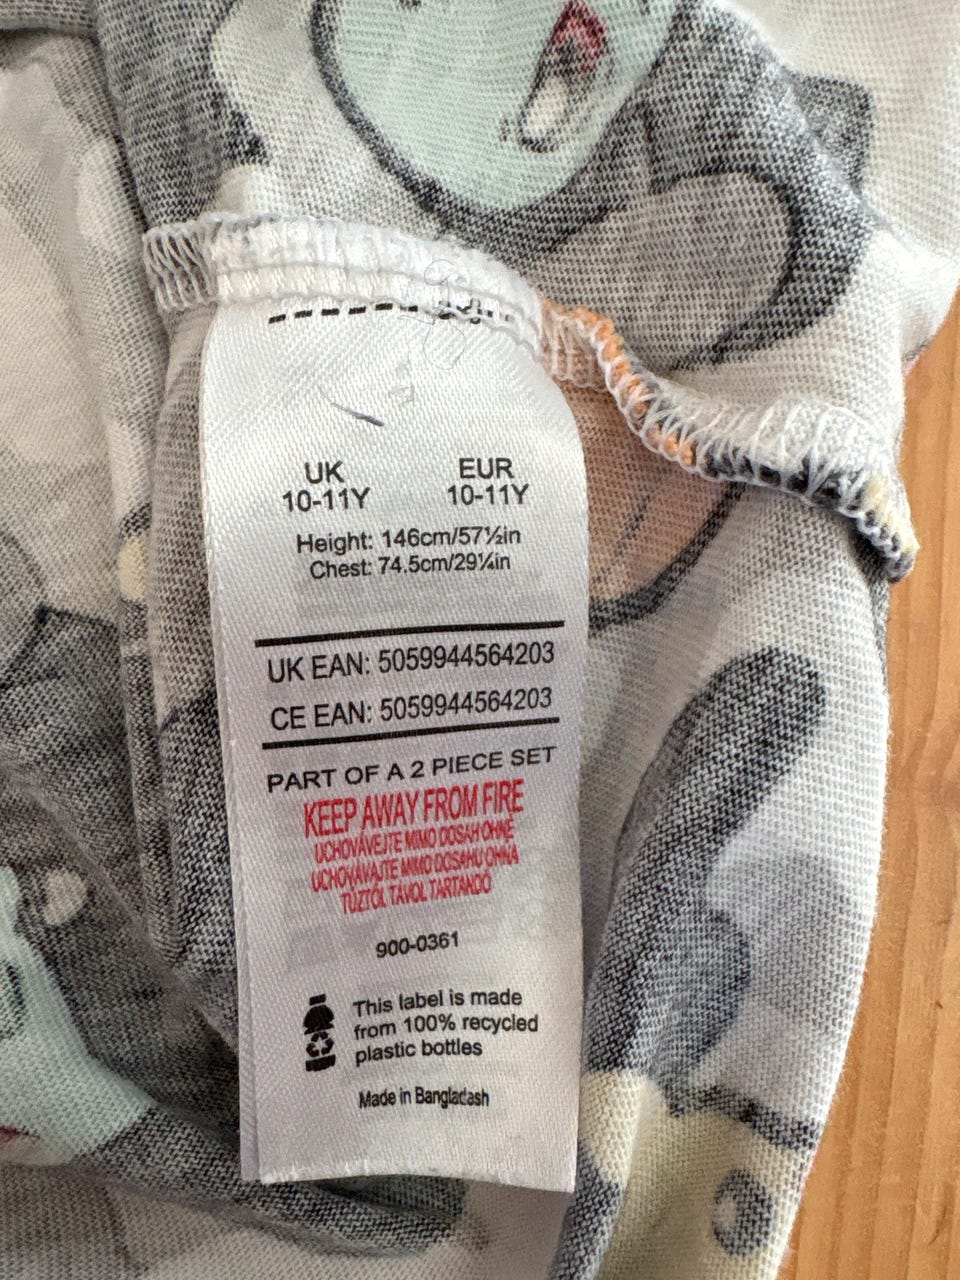 UK EUR
10-11Y 10-11Y
Height: 146cm/57½in
Chest: 74.5cm/29¼in
UK EAN: 5059944564203
CE EAN: 5059944564203
PART OF A 2 PIECE SET
KEEP AWAY FROM FIRE
UCHOVÁVEJTE MIMO DOSAH OHNĚ
UCHOVÁVAJTE MIMO DOSAHU OHŇA
TŰZTŐL TÁVOL TARTANDÓ
900-0361
This label is made
from 100% recycled
plastic bottles
Made in Bangladash